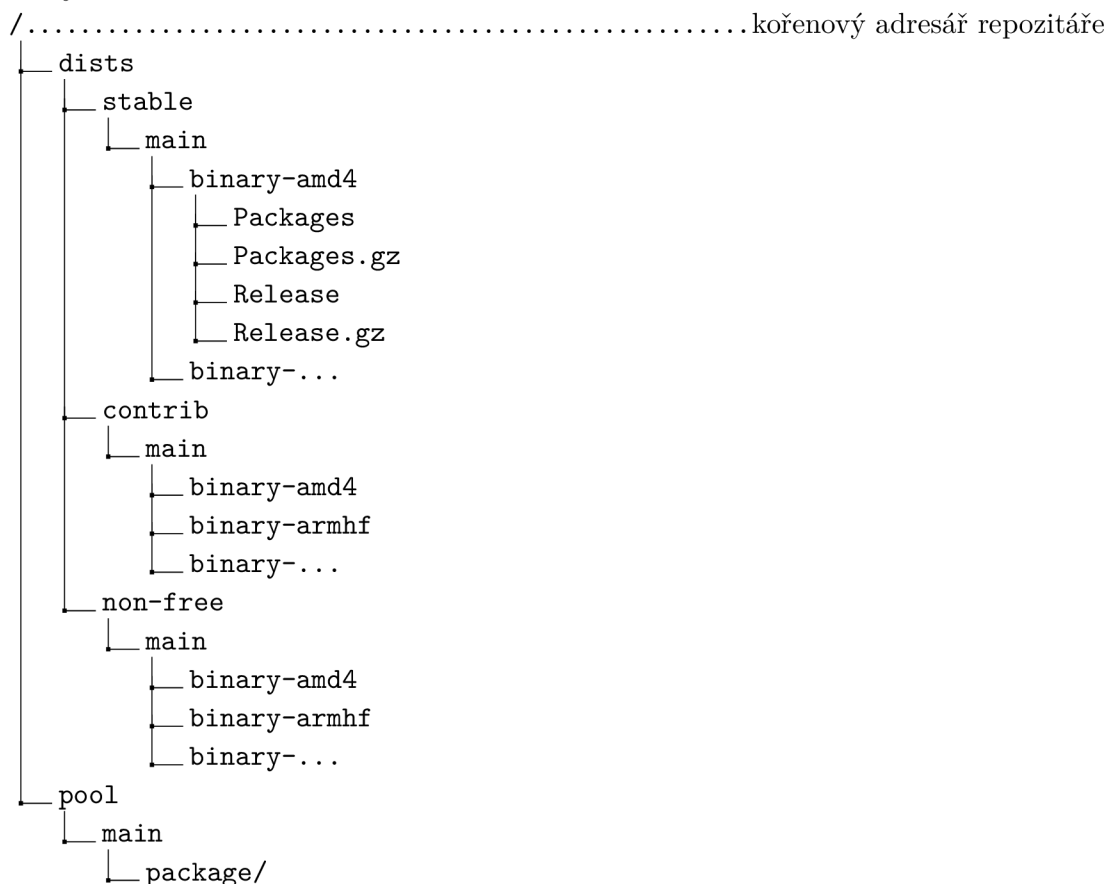 /......................................................kořenový adresář repozitáře
dists
stable
main
binary-amd4
Packages
Packages.gz
Release
Release.gz
binary-...
contrib
main
binary-amd4
binary-armhf
binary-...
non-free
main
binary-amd4
binary-armhf
binary-...
pool
main
package/